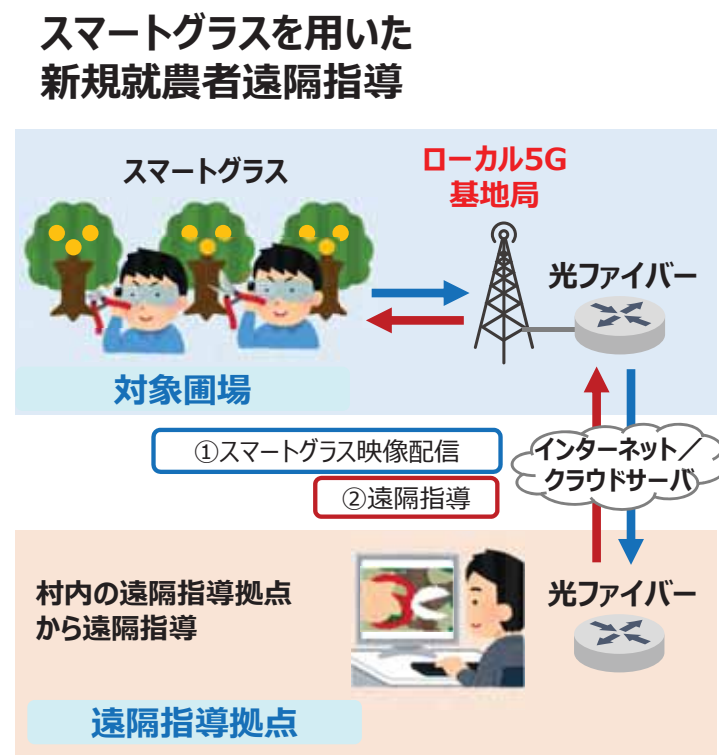 スマートグラスを用いた
新規就農者遠隔指導
スマートグラス
ローカル5G
基地局
光ファイバー
対象圃場
①スマートグラス映像配信
②遠隔指導
インターネット／
クラウドサーバ
村内の遠隔指導拠点
から遠隔指導
光ファイバー
遠隔指導拠点